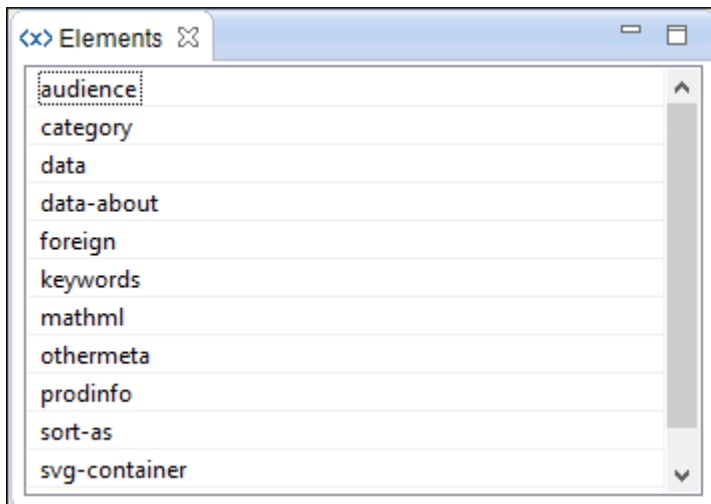 <x> Elements
audience
category
data
data-about
foreign
keywords
mathml
othermeta
prodinfo
sort-as
svg-container